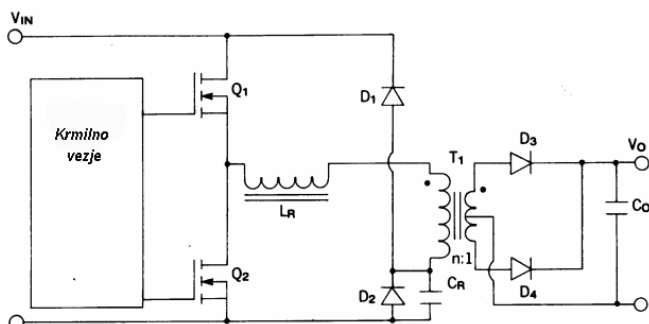 VIN
Q1
D1
Krmilno
vezje
LR
T1
D3
VO
CO
n:1
Q2
D2
CR
D4